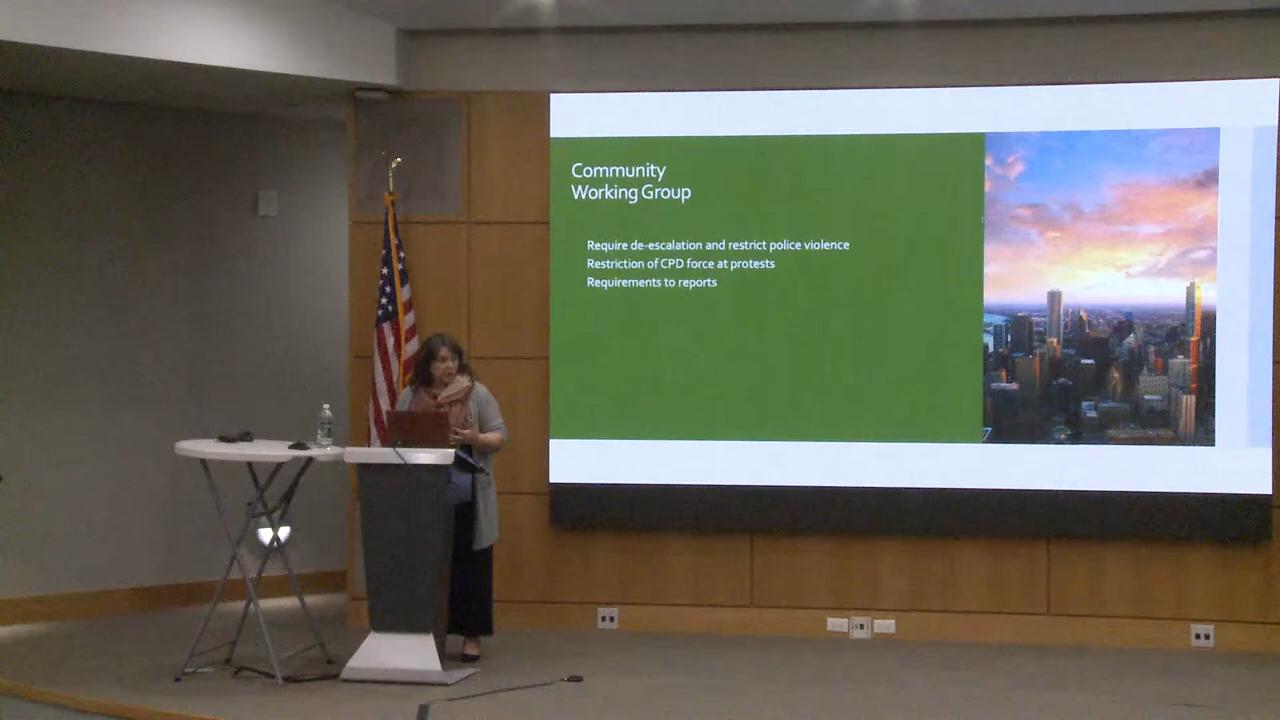 Community
Working Group
Require de-escalation and restrict police violence
Restriction of CPD force at protests
Requirements to reports